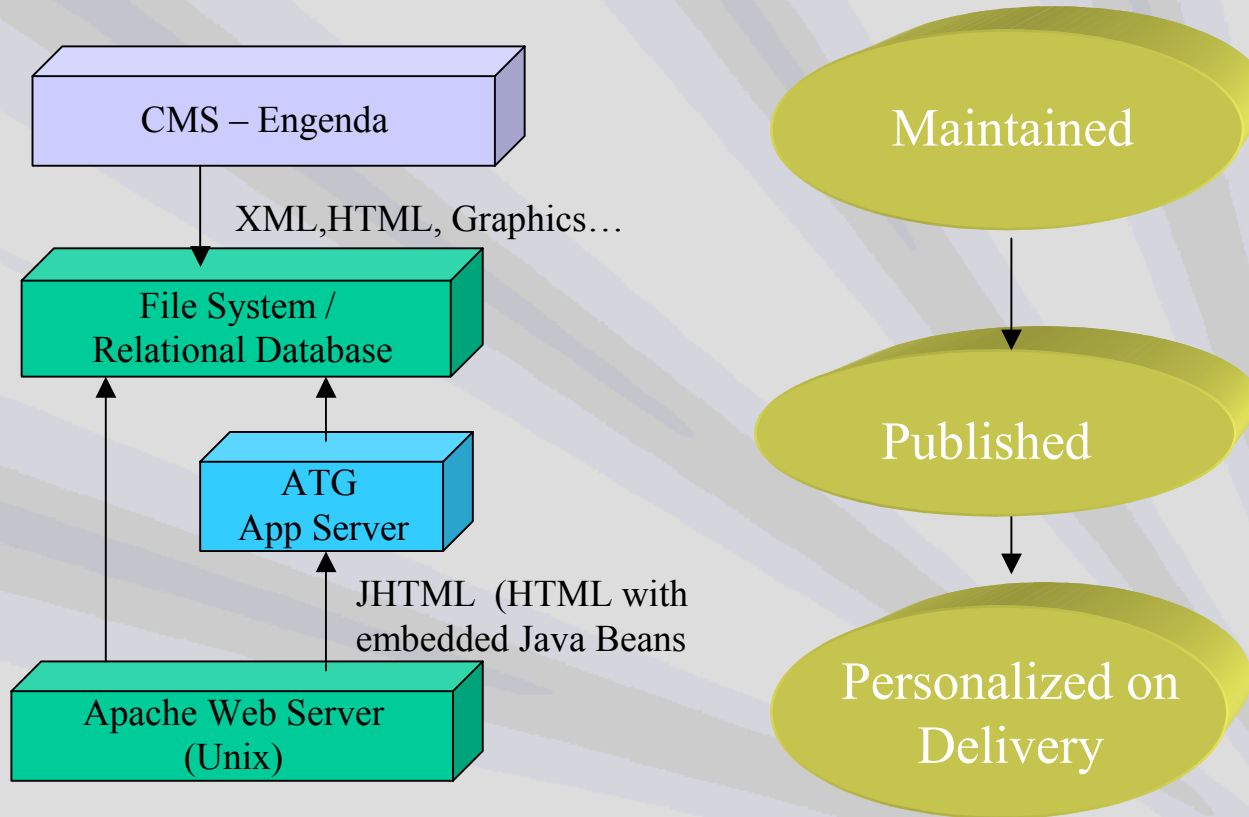 CMS – Engenda
XML,HTML, Graphics…
File System /
Relational Database
ATG
App Server
JHTML  (HTML with
embedded Java Beans
Apache Web Server
(Unix)
Maintained
Published
Personalized on
Delivery